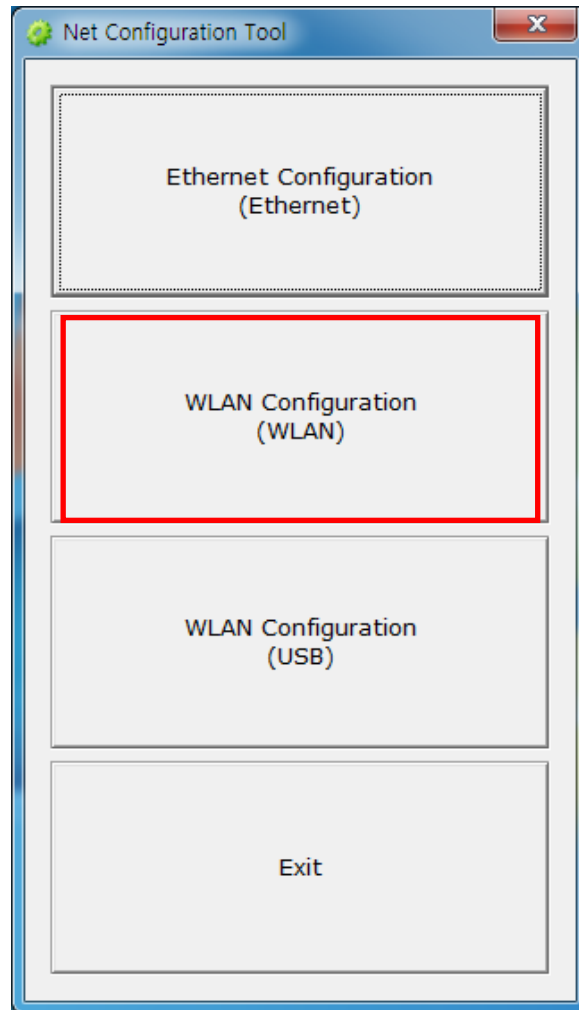 Net Configuration Tool
Ethernet Configuration
(Ethernet)
WLAN Configuration
(WLAN)
WLAN Configuration
(USB)
Exit